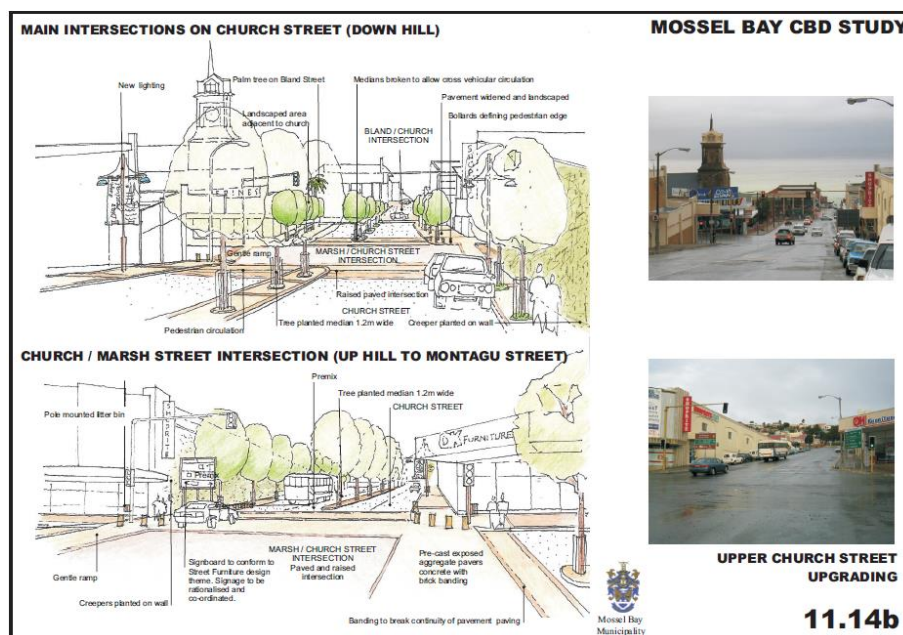 MAIN INTERSECTIONS ON CHURCH STREET (DOWN HILL)
MOSSEL BAY CBD STUDY
New lighting
Palm tree on Bland Street
Medians broken to allow cross vehicular circulation
Pavement widened and landscaped
Landscaped area
adjacent to church
Bollards defining pedestrian edge
BLAND / CHURCH
INTERSECTION
Gentle ramp
MARSH / CHURCH STREET
INTERSECTION
Raised paved intersection
CHURCH STREET
Pedestrian circulation
Tree planted median 1.2m wide
Creeper planted on wall
CHURCH / MARSH STREET INTERSECTION (UP HILL TO MONTAGU STREET)
Premix
Tree planted median 1.2m wide
Pole mounted litter bin
CHURCH STREET
SHOPRITE
FURNITURE
Premix
Gentle ramp
Signboard to conform to
Street Furniture design
theme. Signage to be
rationalised and
co-ordinated.
MARSH / CHURCH STREET
INTERSECTION
Paved and raised
intersection
Pre-cast exposed
aggregate pavers
concrete with
brick banding
Creepers planted on wall
Banding to break continuity of pavement paving
Mossel Bay
Municipality
UPPER CHURCH STREET
UPGRADING
11.14b